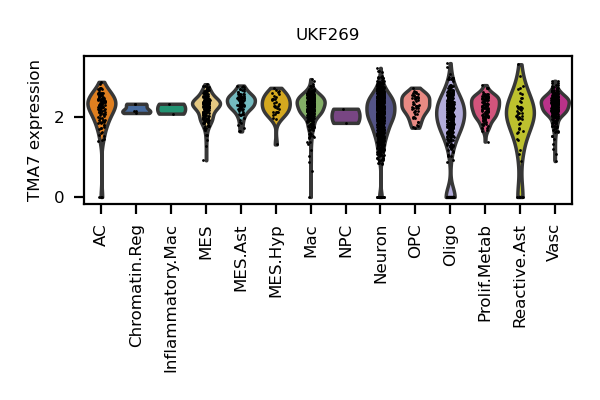 UKF269
TMA7 expression
2
0
AC
Chromatin.Reg
Inflammatory.Mac
MES
MES.Ast
MES.Hyp
Mac
NPC
Neuron
OPC
Oligo
Prolif.Metab
Reactive.Ast
Vasc